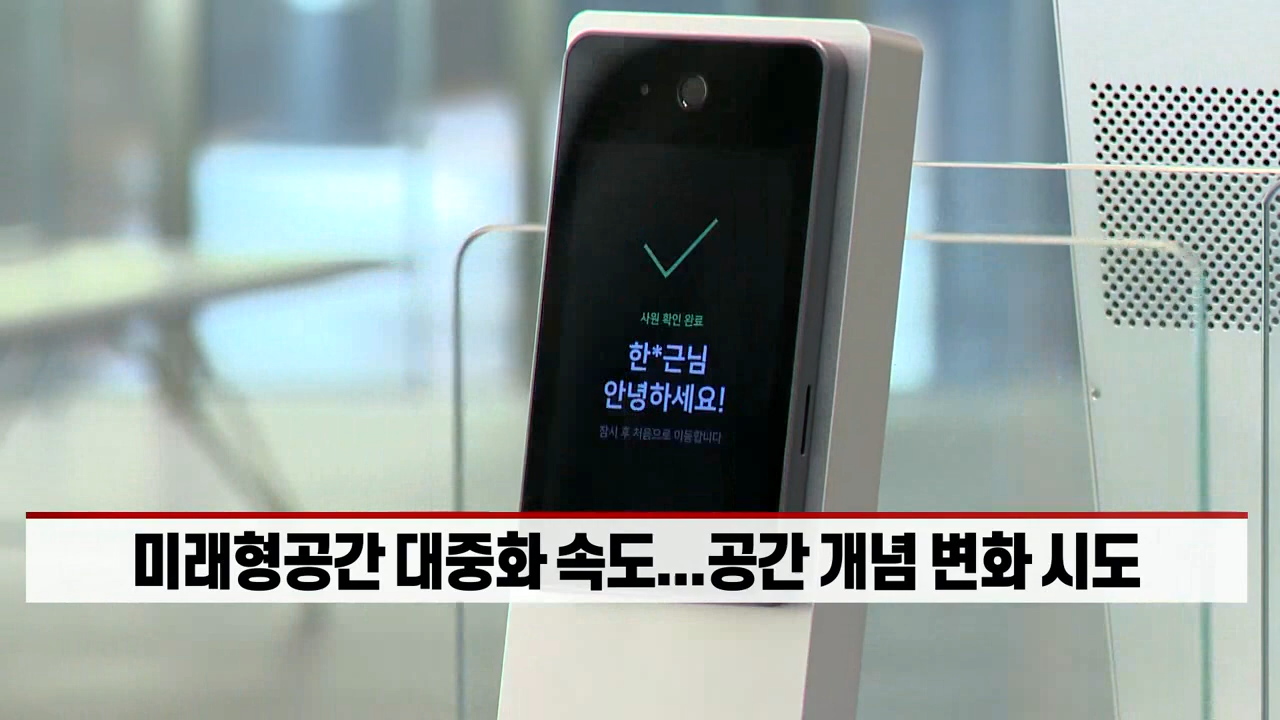 사원 확인 완료
한*근님
안녕하세요!
잠시 후 처음으로 이동합니다
미래형공간 대중화 속도...공간 개념 변화 시도